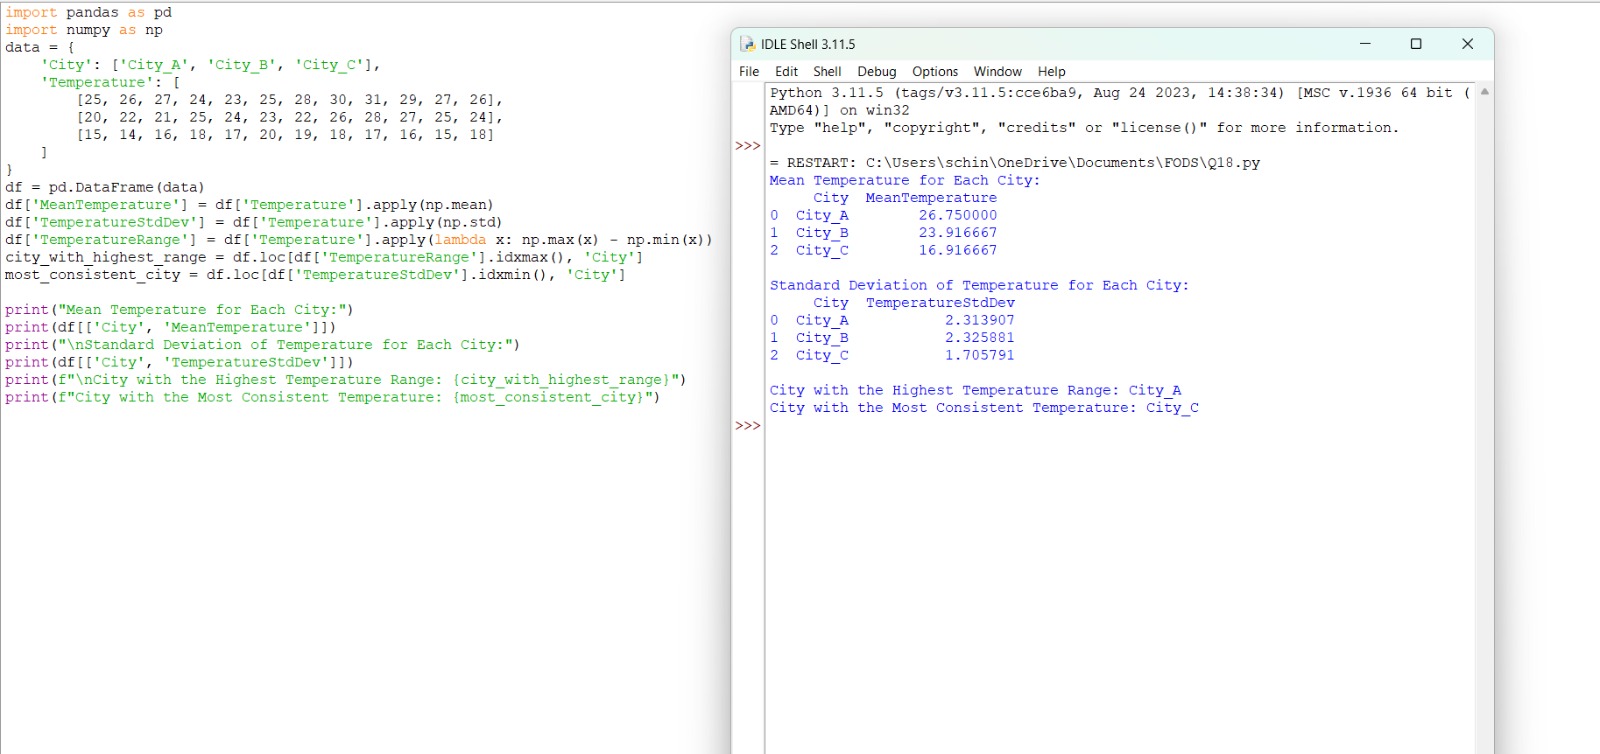 import pandas as pd
import numpy as np
data = {
    'City': ['City_A', 'City_B', 'City_C'],
    'Temperature': [
        [25, 26, 27, 24, 23, 25, 28, 30, 31, 29, 27, 26],
        [20, 22, 21, 25, 24, 23, 22, 26, 28, 27, 25, 24],
        [15, 14, 16, 18, 17, 20, 19, 18, 17, 16, 15, 18]
    ]
}
df = pd.DataFrame(data)
df['MeanTemperature'] = df['Temperature'].apply(np.mean)
df['TemperatureStdDev'] = df['Temperature'].apply(np.std)
df['TemperatureRange'] = df['Temperature'].apply(lambda x: np.max(x) - np.min(x))
city_with_highest_range = df.loc[df['TemperatureRange'].idxmax(), 'City']
most_consistent_city = df.loc[df['TemperatureStdDev'].idxmin(), 'City']
print("Mean Temperature for Each City:")
print(df[['City', 'MeanTemperature']])
print("\nStandard Deviation of Temperature for Each City:")
print(df[['City', 'TemperatureStdDev']])
print(f"\nCity with the Highest Temperature Range: {city_with_highest_range}")
print(f"City with the Most Consistent Temperature: {most_consistent_city}")
IDLE Shell 3.11.5
File Edit Shell Debug Options Window Help
Python 3.11.5 (tags/v3.11.5:cce6ba9, Aug 24 2023, 14:38:34) [MSC v.1936 64 bit (
AMD64)] on win32
Type "help", "copyright", "credits" or "license()" for more information.
>>>
= RESTART: C:\Users\schin\OneDrive\Documents\FODS\Q18.py
Mean Temperature for Each City:
     City  MeanTemperature
0  City_A        26.750000
1  City_B        23.916667
2  City_C        16.916667
Standard Deviation of Temperature for Each City:
     City  TemperatureStdDev
0  City_A           2.313907
1  City_B           2.325881
2  City_C           1.705791
City with the Highest Temperature Range: City_A
City with the Most Consistent Temperature: City_C
>>>